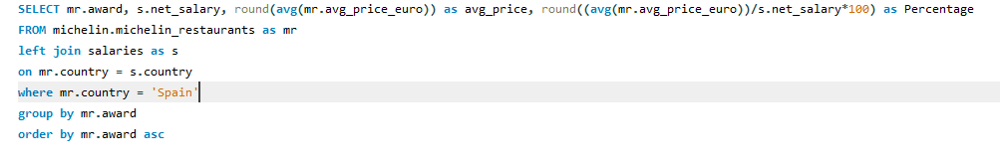 SELECT mr.award, s.net_salary, round(avg(mr.avg_price_euro)) as avg_price, round((avg(mr.avg_price_euro))/s.net_salary*100) as Percentage
FROM michelin.michelin_restaurants as mr
left join salaries as s
on mr.country = s.country
where mr.country = 'Spain'
group by mr.award
order by mr.award asc